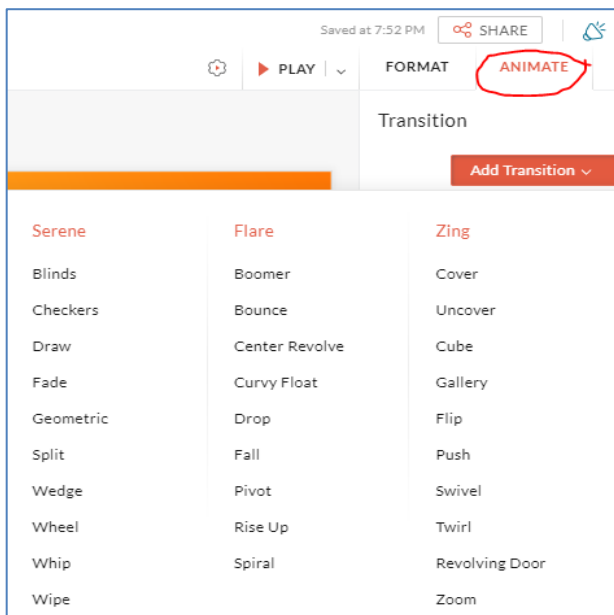 Saved at 7:52 PM SHARE
PLAY FORMAT ANIMATE
Transition
Add Transition
Serene
Blinds
Checkers
Draw
Fade
Geometric
Split
Wedge
Wheel
Whip
Wipe
Flare
Boomer
Bounce
Center Revolve
Curvy Float
Drop
Fall
Pivot
Rise Up
Spiral
Zing
Cover
Uncover
Cube
Gallery
Flip
Push
Swivel
Twirl
Revolving Door
Zoom